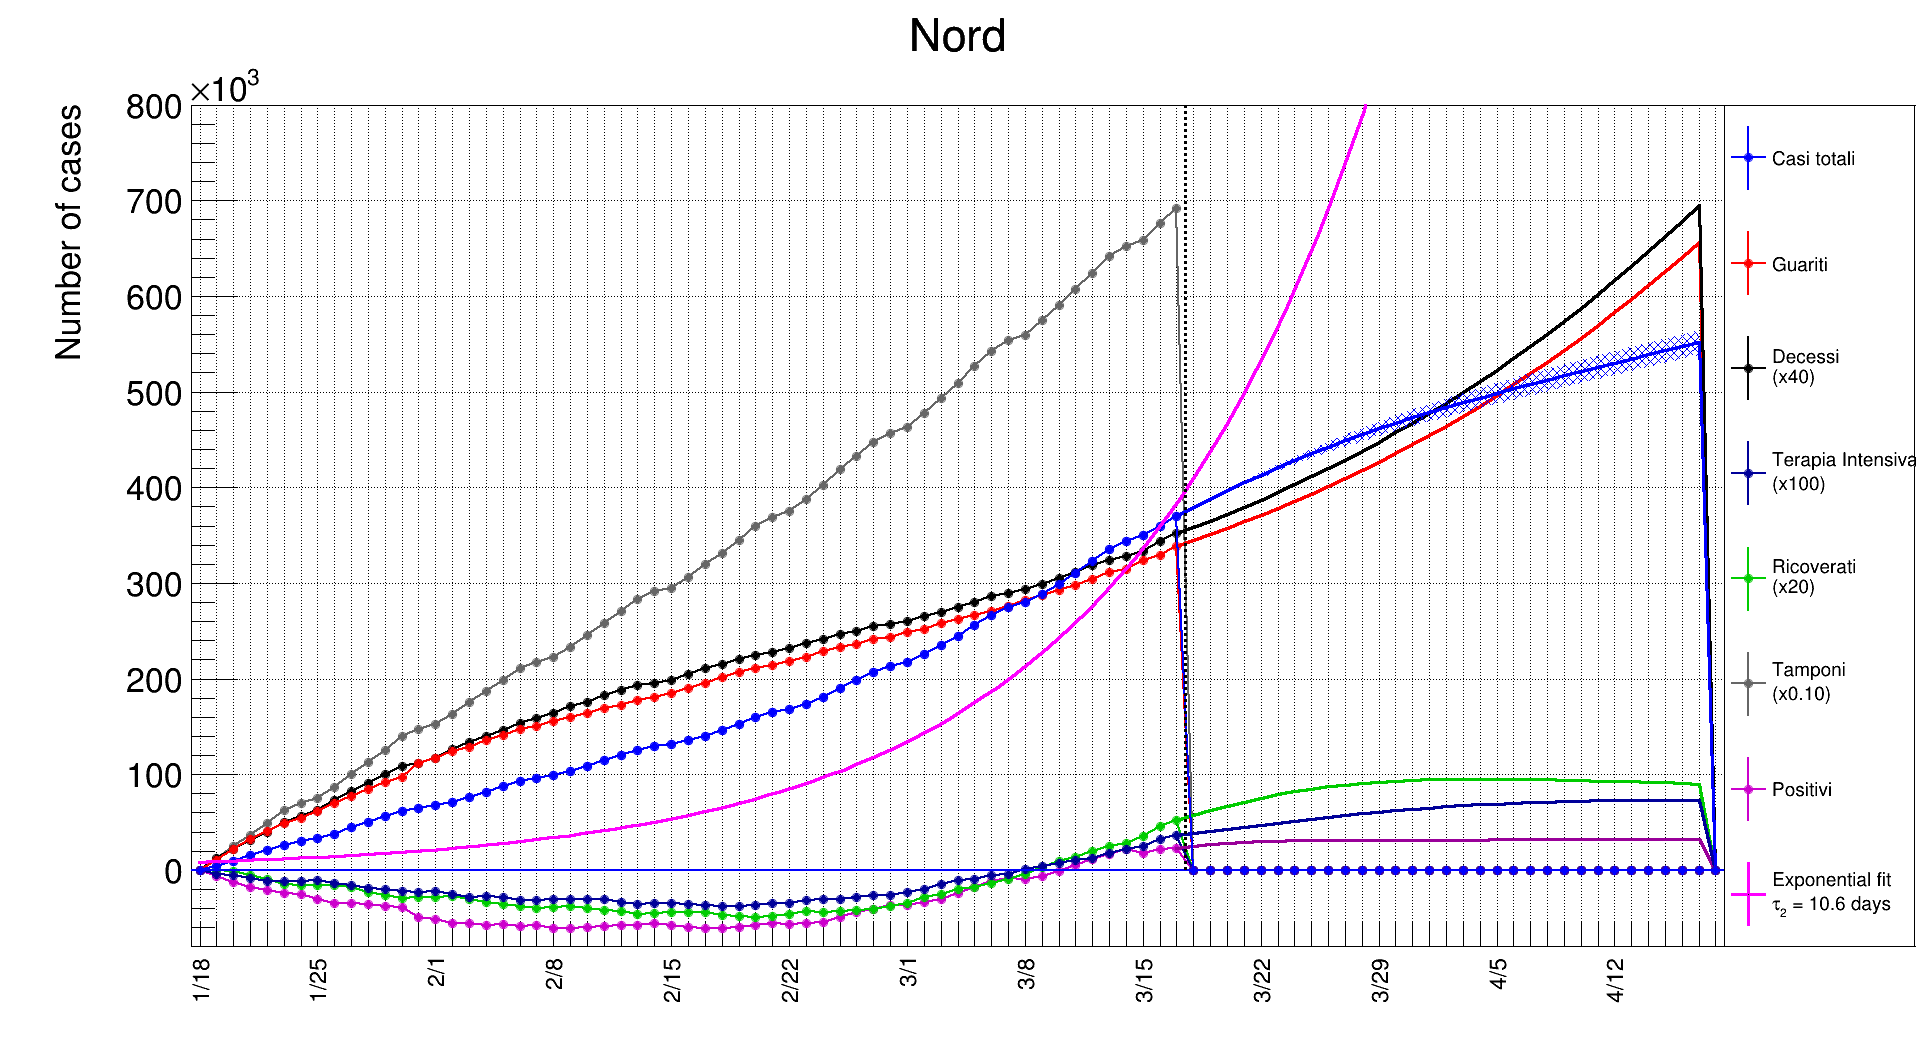 Nord
×10³
Number of cases
800
700
600
500
400
300
200
100
0
1/18
1/25
2/1
2/8
2/15
2/22
3/1
3/8
3/15
3/22
3/29
4/5
4/12
Casi totali
Guariti
Decessi
(x40)
Terapia Intensiva
(x100)
Ricoverati
(x20)
Tamponi
(x0.10)
Positivi
Exponential fit
τ₂ = 10.6 days